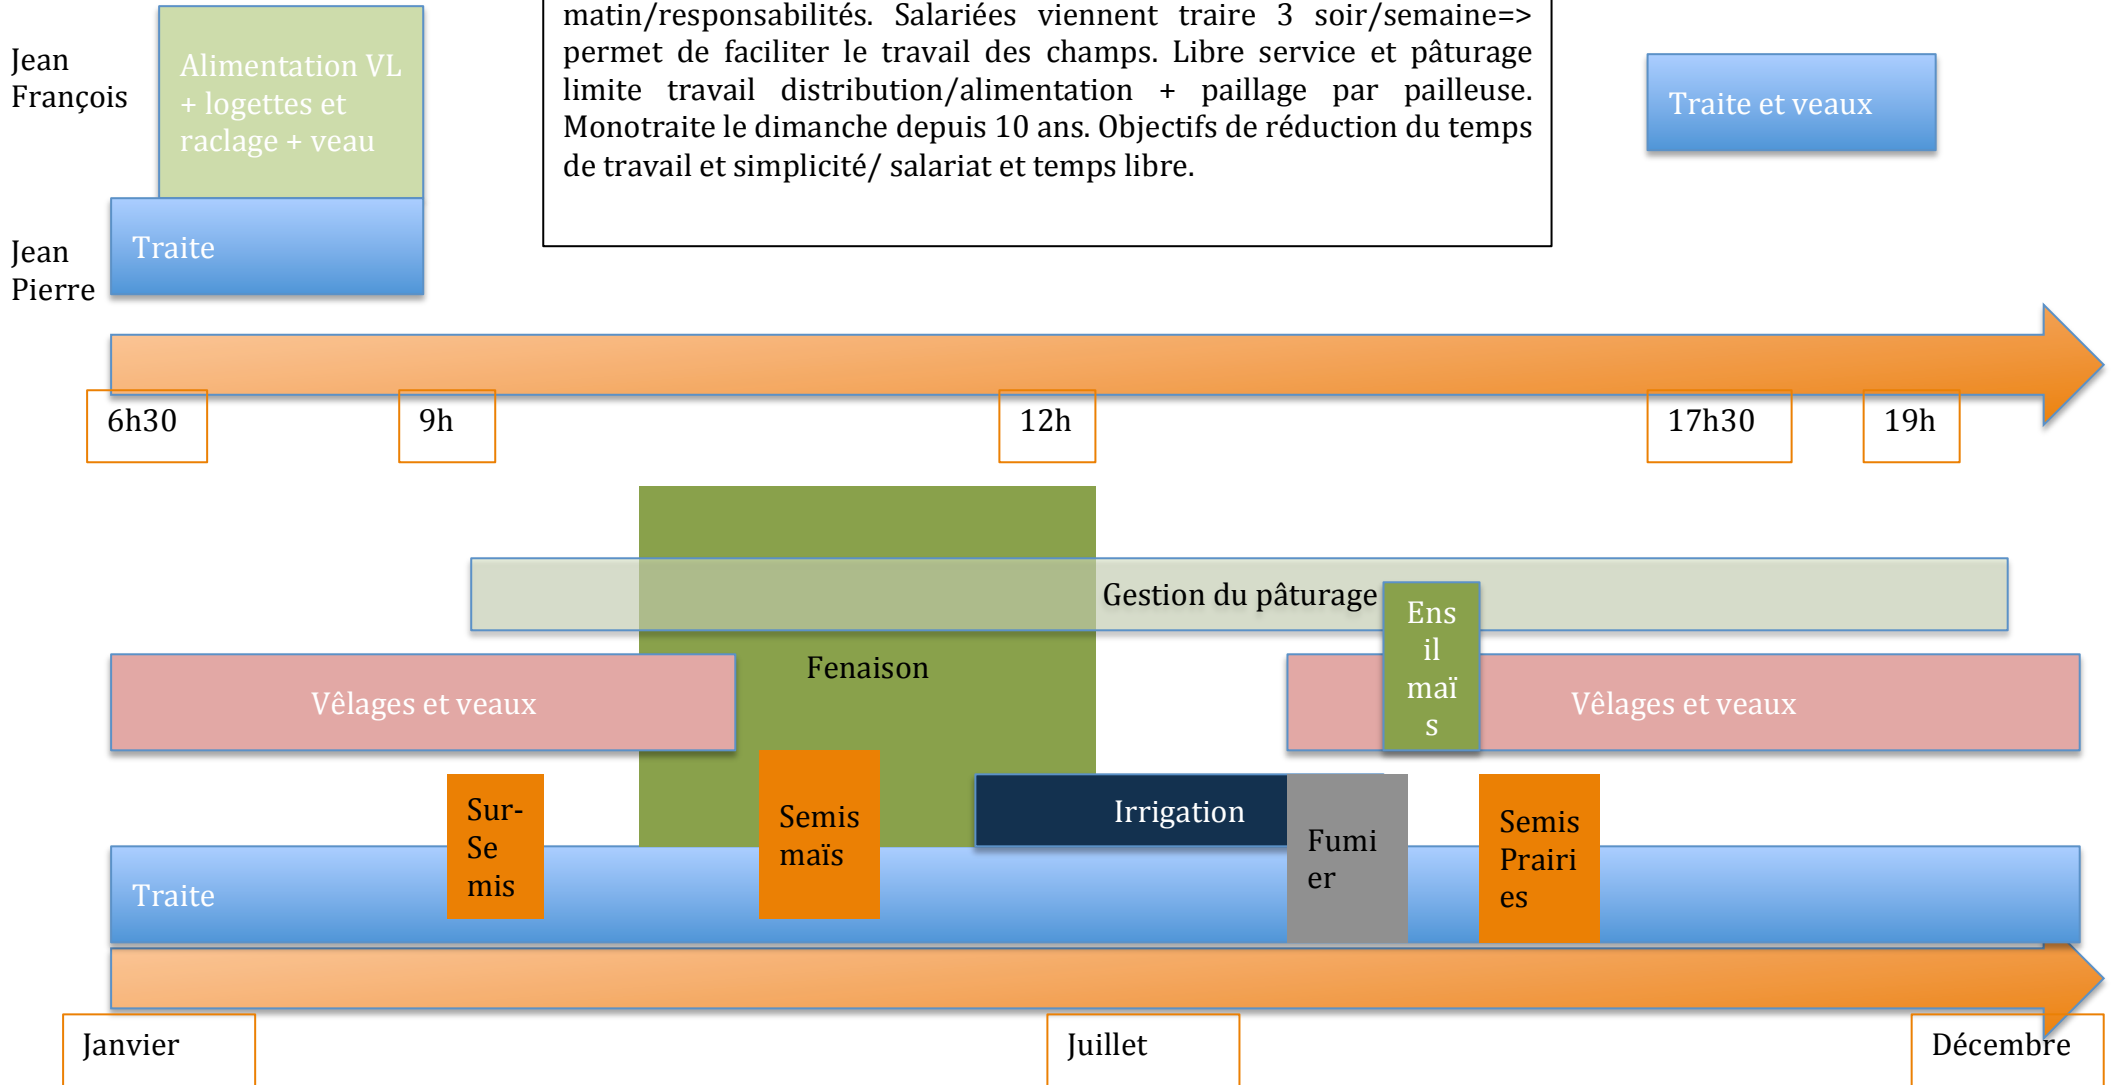 matin/responsabilités. Salariées viennent traire 3 soir/semaine=>
permet de faciliter le travail des champs. Libre service et pâturage
limite travail distribution/alimentation + paillage par pailleuse.
Monotraite le dimanche depuis 10 ans. Objectifs de réduction du temps
de travail et simplicité/ salariat et temps libre.
Jean
François
Alimentation VL
+ logettes et
raclage + veau
Traite et veaux
Jean
Pierre
Traite
6h30
9h
12h
17h30
19h
Gestion du pâturage
Ens
il
maï
s
Fenaison
Vêlages et veaux
Vêlages et veaux
Sur-
Se
mis
Semis
maïs
Irrigation
Fumi
er
Semis
Prairi
es
Traite
Janvier
Juillet
Décembre